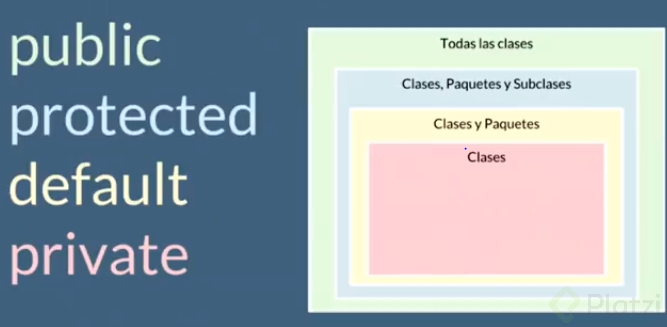 public
protected
default
private
Todas las clases
Clases, Paquetes y Subclases
Clases y Paquetes
Clases
Platzi